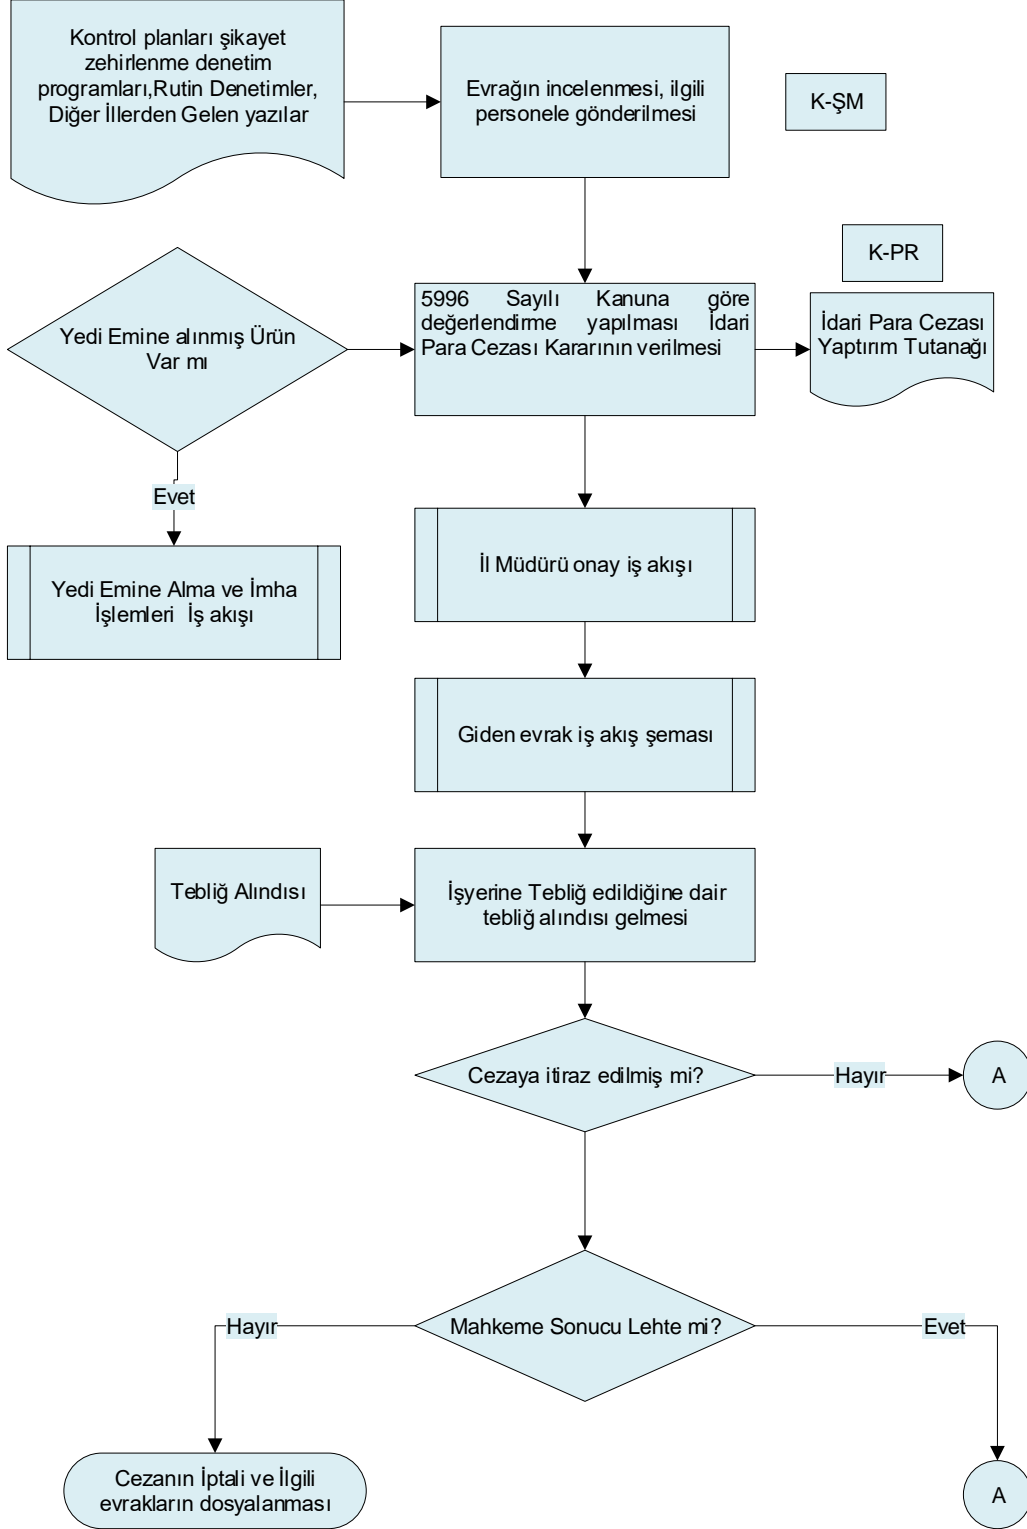 Kontrol planları şikayet
zehirlenme denetim
programları,Rutin Denetimler,
Diğer İllerden Gelen yazılar
Evrağın incelenmesi, ilgili
personele gönderilmesi
K-ŞM
K-PR
Yedi Emine alınmış Ürün
Var mı
5996 Sayılı Kanuna göre
değerlendirme yapılması İdari
Para Cezası Kararının verilmesi
İdari Para Cezası
Yaptırım Tutanağı
Evet
Yedi Emine Alma ve İmha
İşlemleri İş akışı
İl Müdürü onay iş akışı
Giden evrak iş akış şeması
Tebliğ Alındısı
İşyerine Tebliğ edildiğine dair
tebliğ alındısı gelmesi
Cezaya itiraz edilmiş mi?
Hayır
A
Mahkeme Sonucu Lehte mi?
Hayır
Evet
Cezanın İptali ve İlgili
evrakların dosyalanması
A